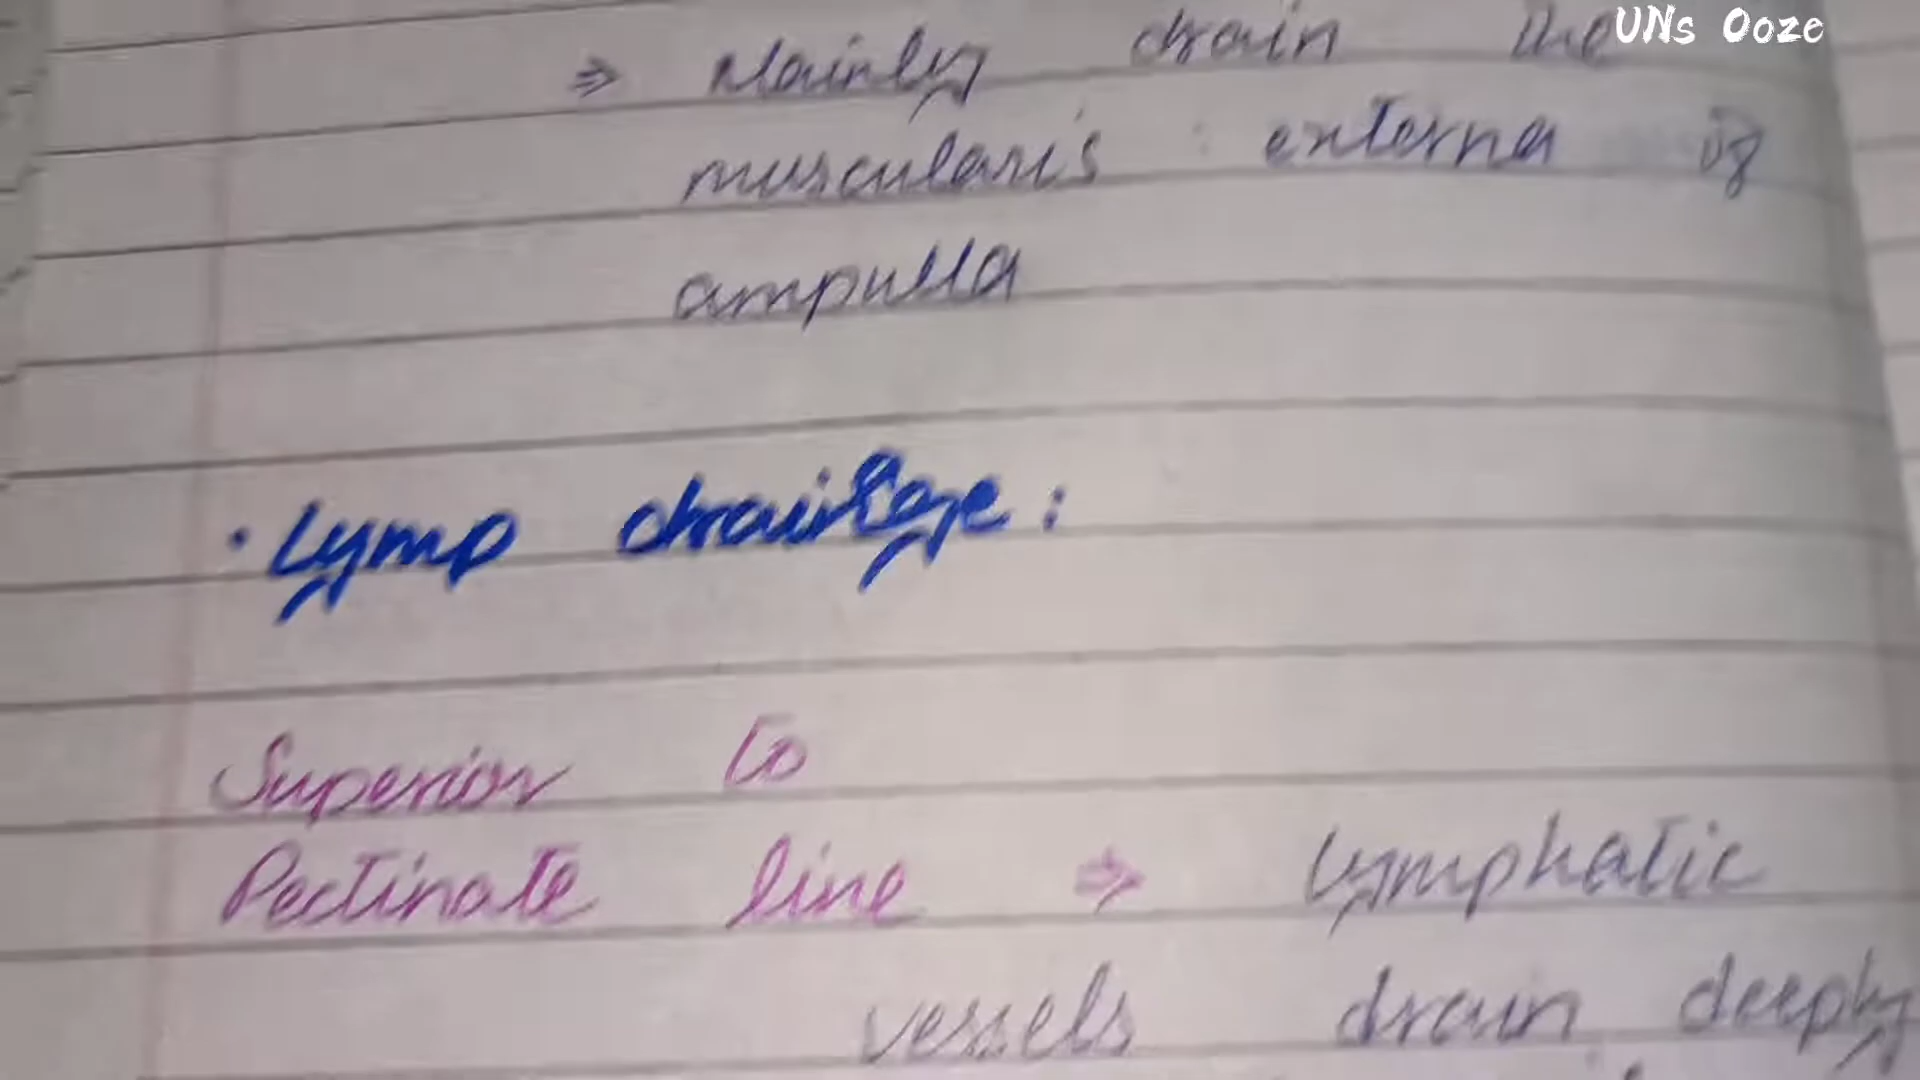 UNs Ooze
⇒ Mainly drain the
muscularis externa of
ampulla
• Lymp drainage:
Superior to
Pectinate line ⇒ Lymphatic
vessels drain deeply